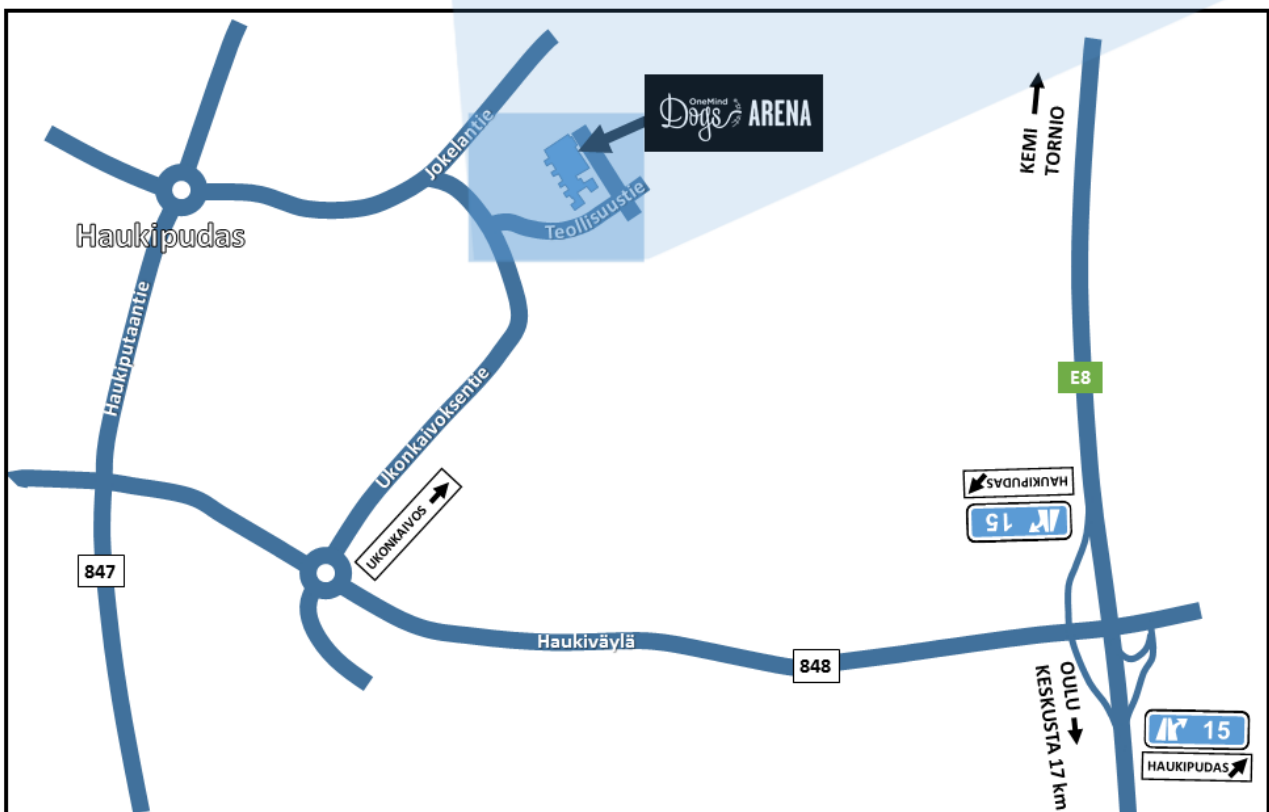 OneMind
Dogs ARENA
KEMI
TORNIO
Jokelantie
Teollisuustie
Haukipudas
Haukiputaantie
E8
Ukonkaivoksentie
HAUKIPUDAS
15
UKONKAIVOS
847
Haukiväylä
848
OULU
KESKUSTA 17 km
15
HAUKIPUDAS